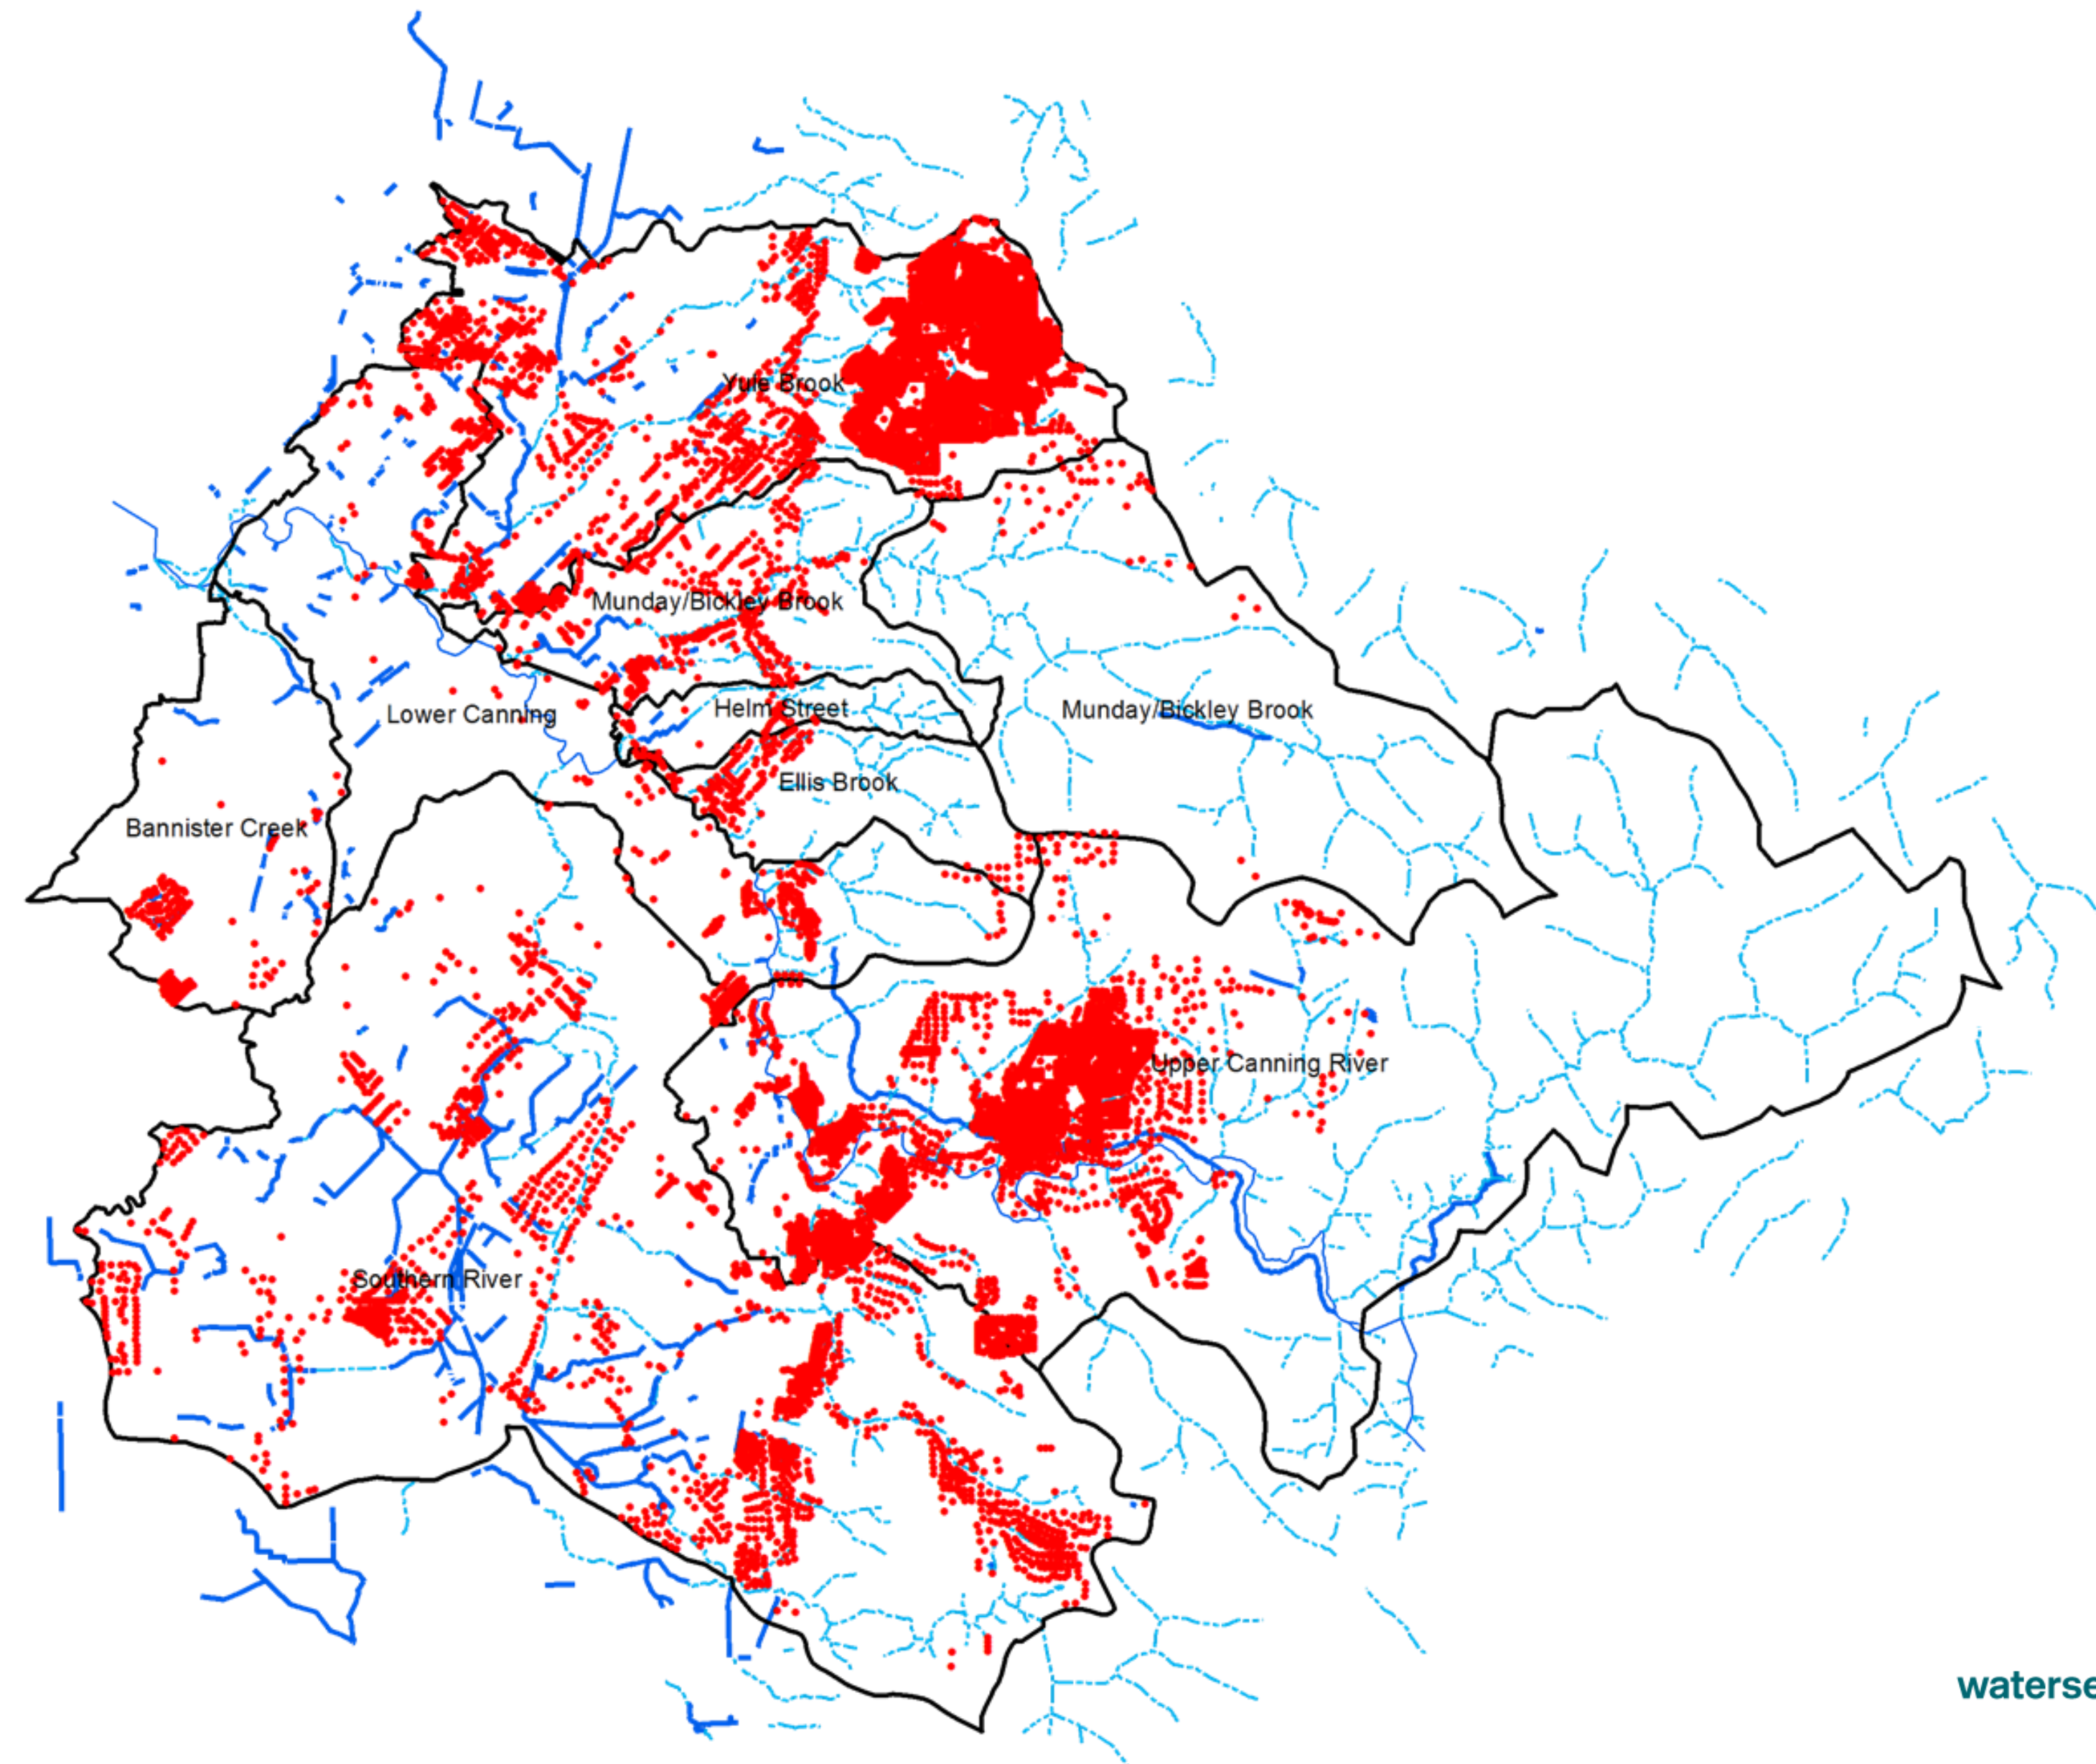 Yule Brook
Munday/Bickley Brook
Helm Street
Munday/Bickley Brook
Lower Canning
Ellis Brook
Bannister Creek
Upper Canning River
Southern River
waterse